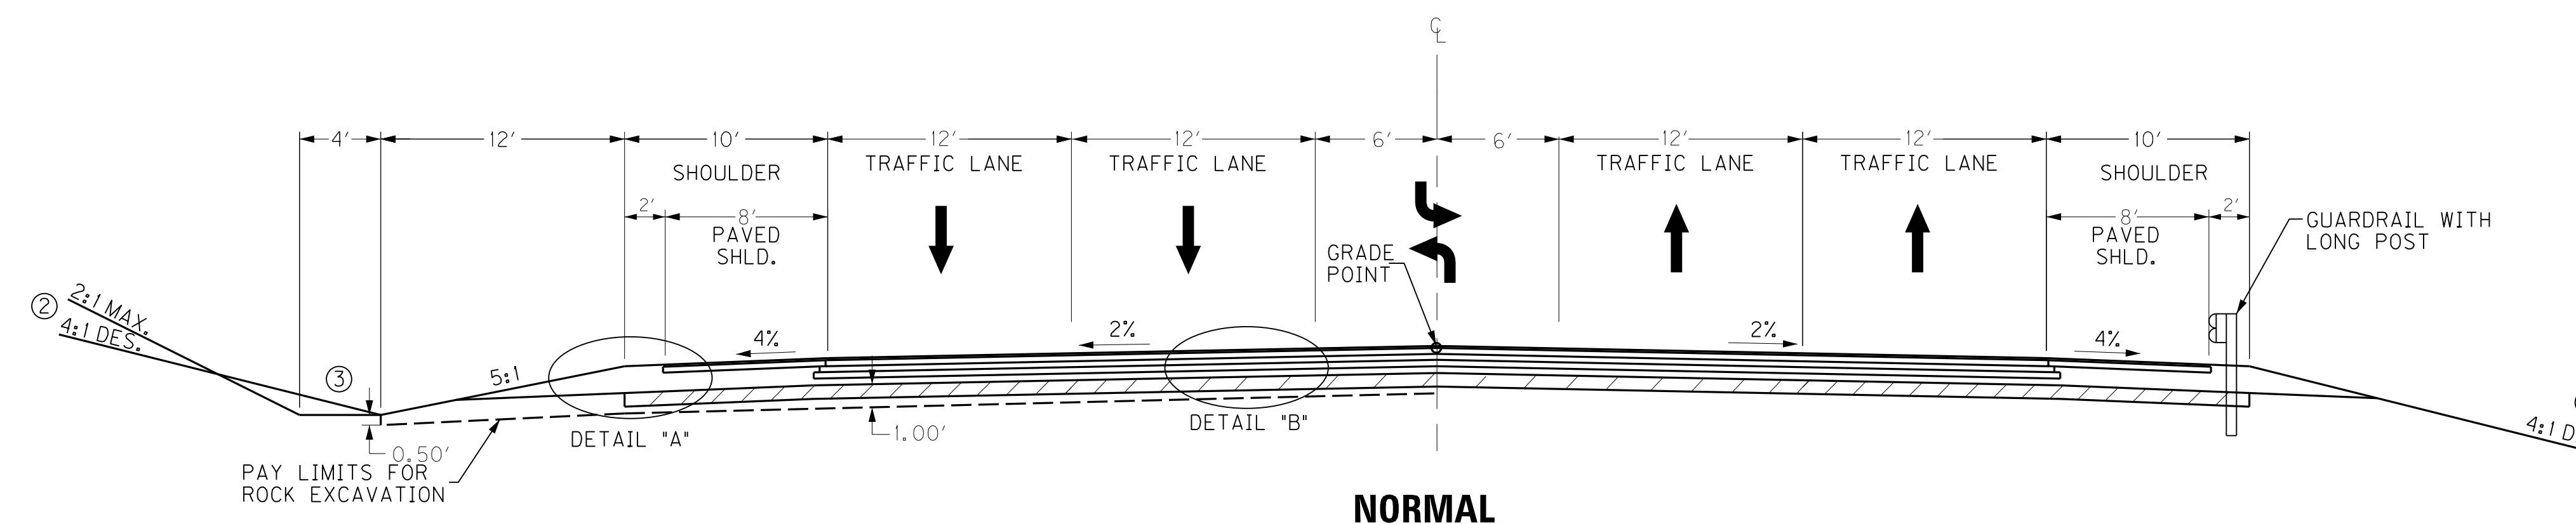 ℄
4'
12'
10'
12'
12'
6'
6'
12'
12'
10'
SHOULDER
TRAFFIC LANE
TRAFFIC LANE
TRAFFIC LANE
TRAFFIC LANE
SHOULDER
2'
8'
PAVED
SHLD.
8'
2'
PAVED
SHLD.
GUARDRAIL WITH
LONG POST
GRADE
POINT
2
2:1 MAX.
4:1 DES.
3
5:1
4%
2%
2%
4%
0.50'
1.00'
DETAIL "A"
DETAIL "B"
4:1 D
PAY LIMITS FOR
ROCK EXCAVATION
NORMAL